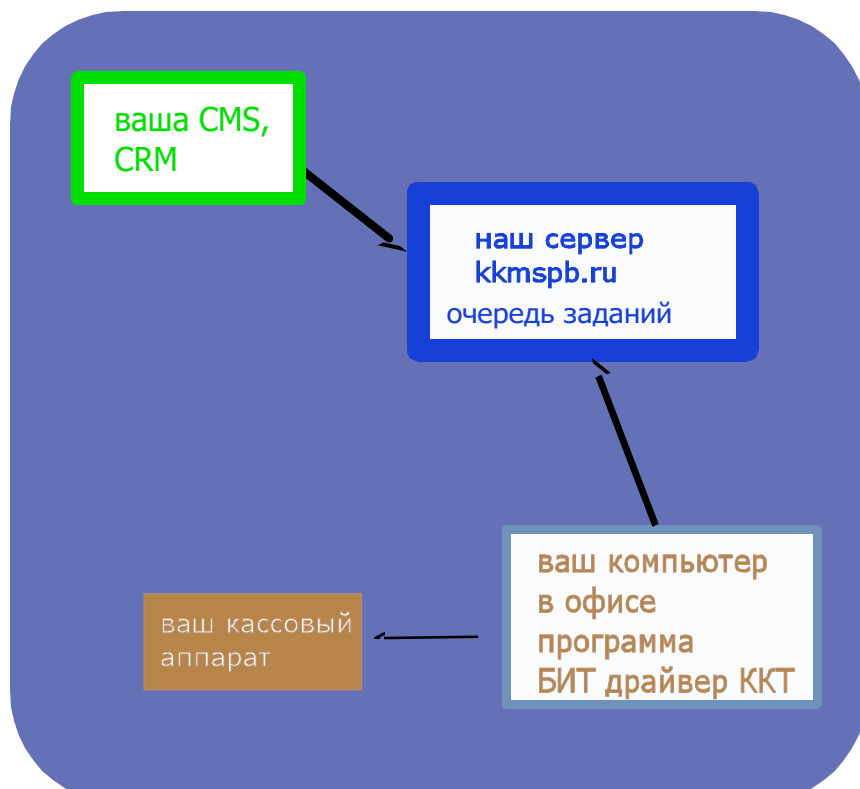 ваша CMS,
CRM
наш сервер
kkmspb.ru
очередь заданий
ваш компьютер
в офисе
программа
БИТ драйвер ККТ
ваш кассовый
аппарат